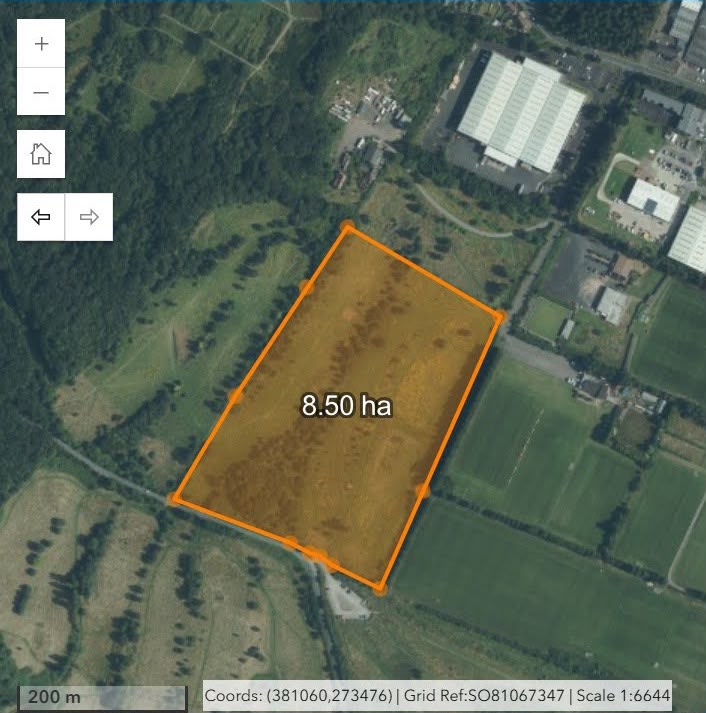 +
−
8.50 ha
200 m
Coords: (381060,273476) | Grid Ref:SO81067347 | Scale 1:6644